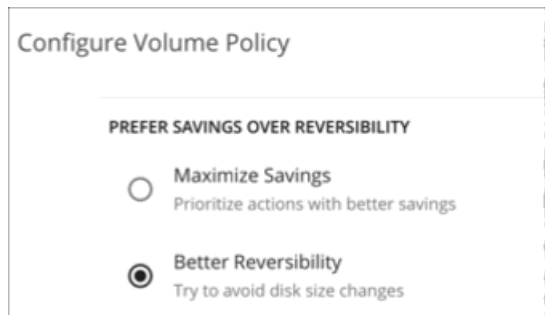 Configure Volume Policy
PREFER SAVINGS OVER REVERSIBILITY
Maximize Savings
Prioritize actions with better savings
Better Reversibility
Try to avoid disk size changes